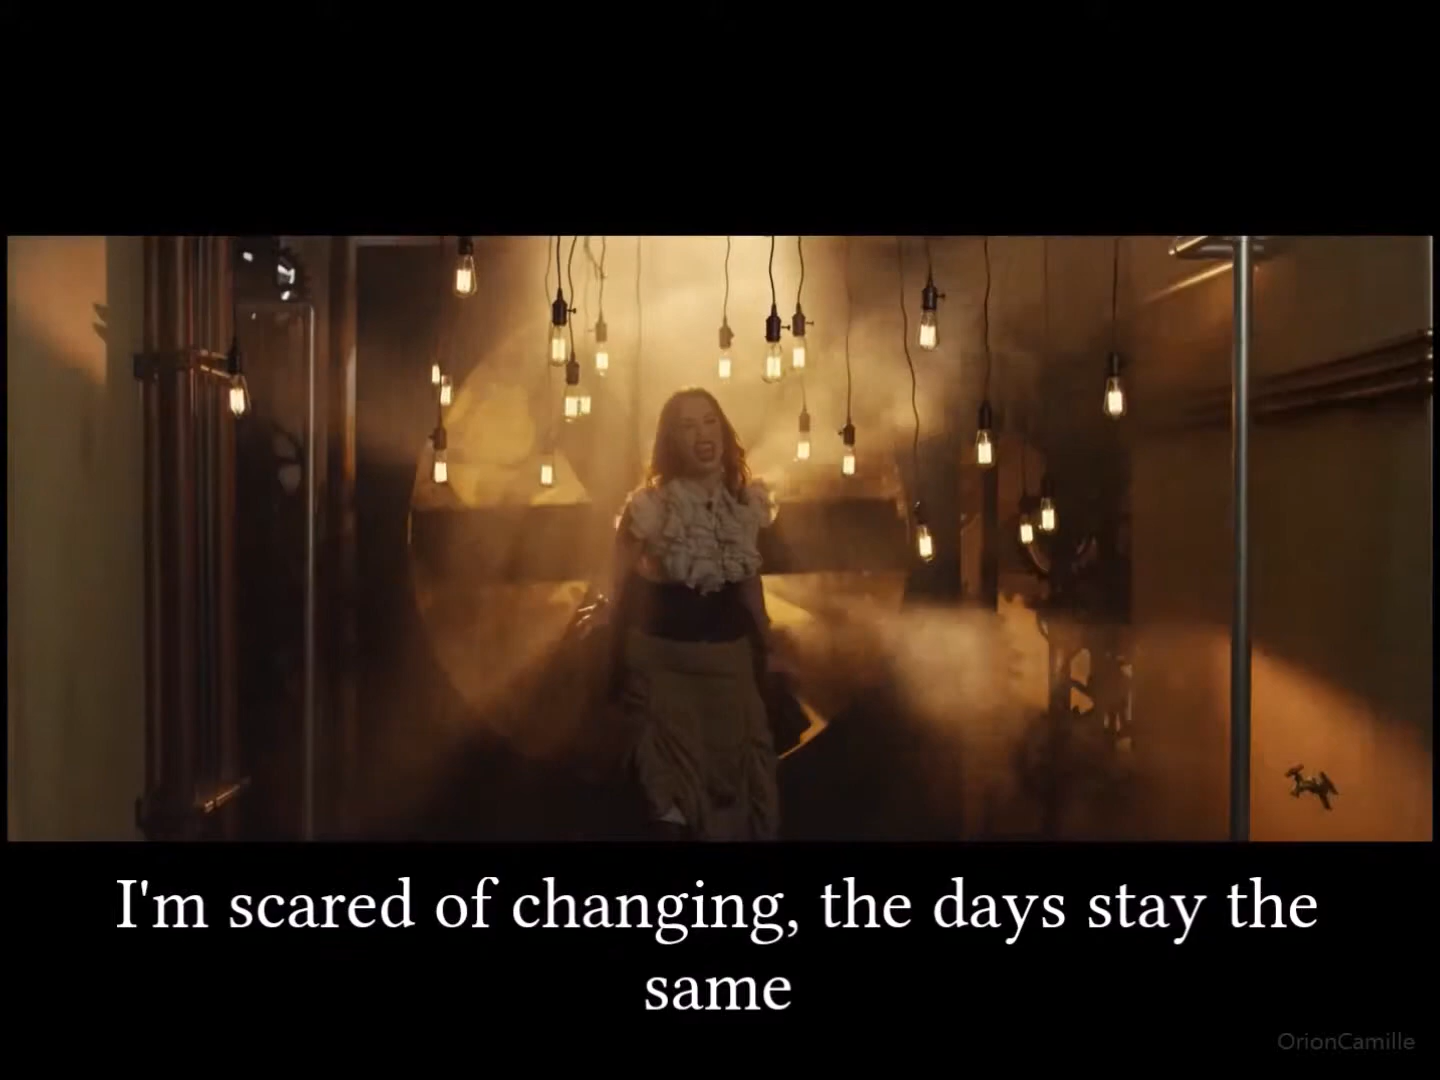 I'm scared of changing, the days stay the
same
OrionCamille